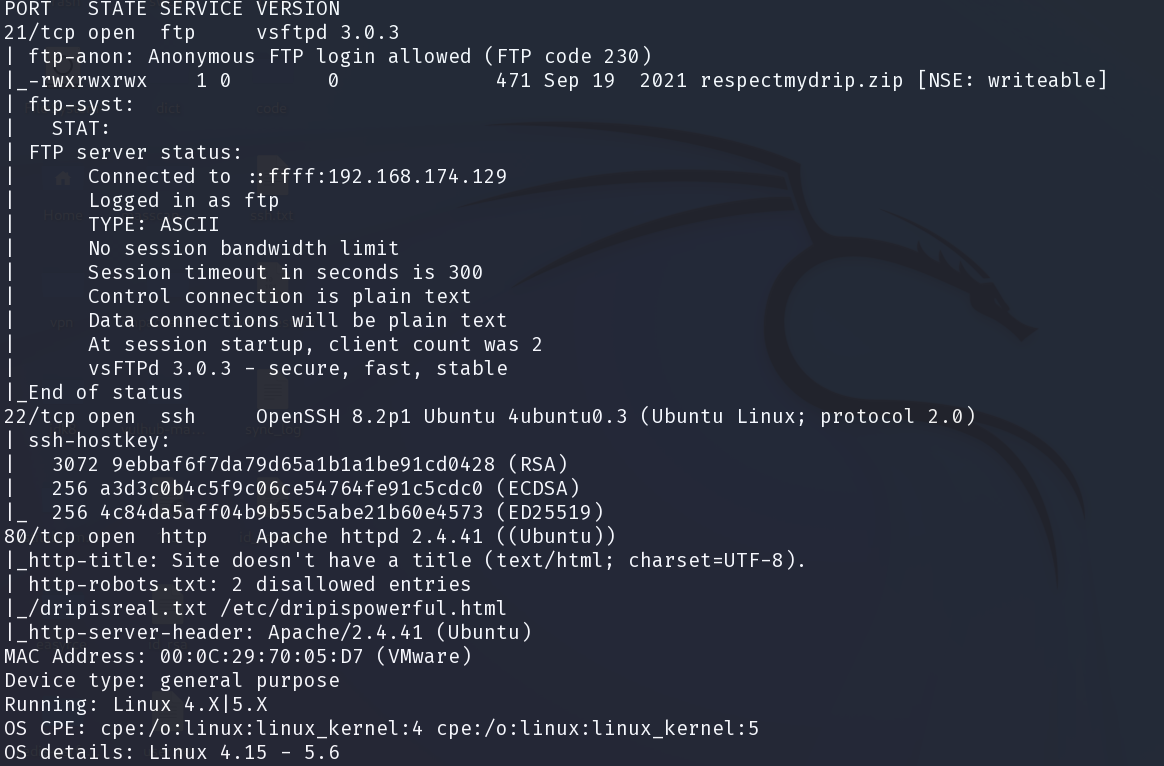 PORT   STATE SERVICE VERSION
21/tcp open  ftp     vsftpd 3.0.3
| ftp-anon: Anonymous FTP login allowed (FTP code 230)
|_-rwxrwxrwx    1 0        0             471 Sep 19  2021 respectmydrip.zip [NSE: writeable]
| ftp-syst:
|   STAT:
| FTP server status:
|      Connected to ::ffff:192.168.174.129
|      Logged in as ftp
|      TYPE: ASCII
|      No session bandwidth limit
|      Session timeout in seconds is 300
|      Control connection is plain text
|      Data connections will be plain text
|      At session startup, client count was 2
|      vsFTPd 3.0.3 - secure, fast, stable
|_End of status
22/tcp open  ssh     OpenSSH 8.2p1 Ubuntu 4ubuntu0.3 (Ubuntu Linux; protocol 2.0)
| ssh-hostkey:
|   3072 9ebbaf6f7da79d65a1b1a1be91cd0428 (RSA)
|   256 a3d3c0b4c5f9c06ce54764fe91c5cdc0 (ECDSA)
|_  256 4c84da5aff04b9b55c5abe21b60e4573 (ED25519)
80/tcp open  http    Apache httpd 2.4.41 ((Ubuntu))
|_http-title: Site doesn't have a title (text/html; charset=UTF-8).
| http-robots.txt: 2 disallowed entries
|_/dripisreal.txt /etc/dripispowerful.html
|_http-server-header: Apache/2.4.41 (Ubuntu)
MAC Address: 00:0C:29:70:05:D7 (VMware)
Device type: general purpose
Running: Linux 4.X|5.X
OS CPE: cpe:/o:linux:linux_kernel:4 cpe:/o:linux:linux_kernel:5
OS details: Linux 4.15 - 5.6